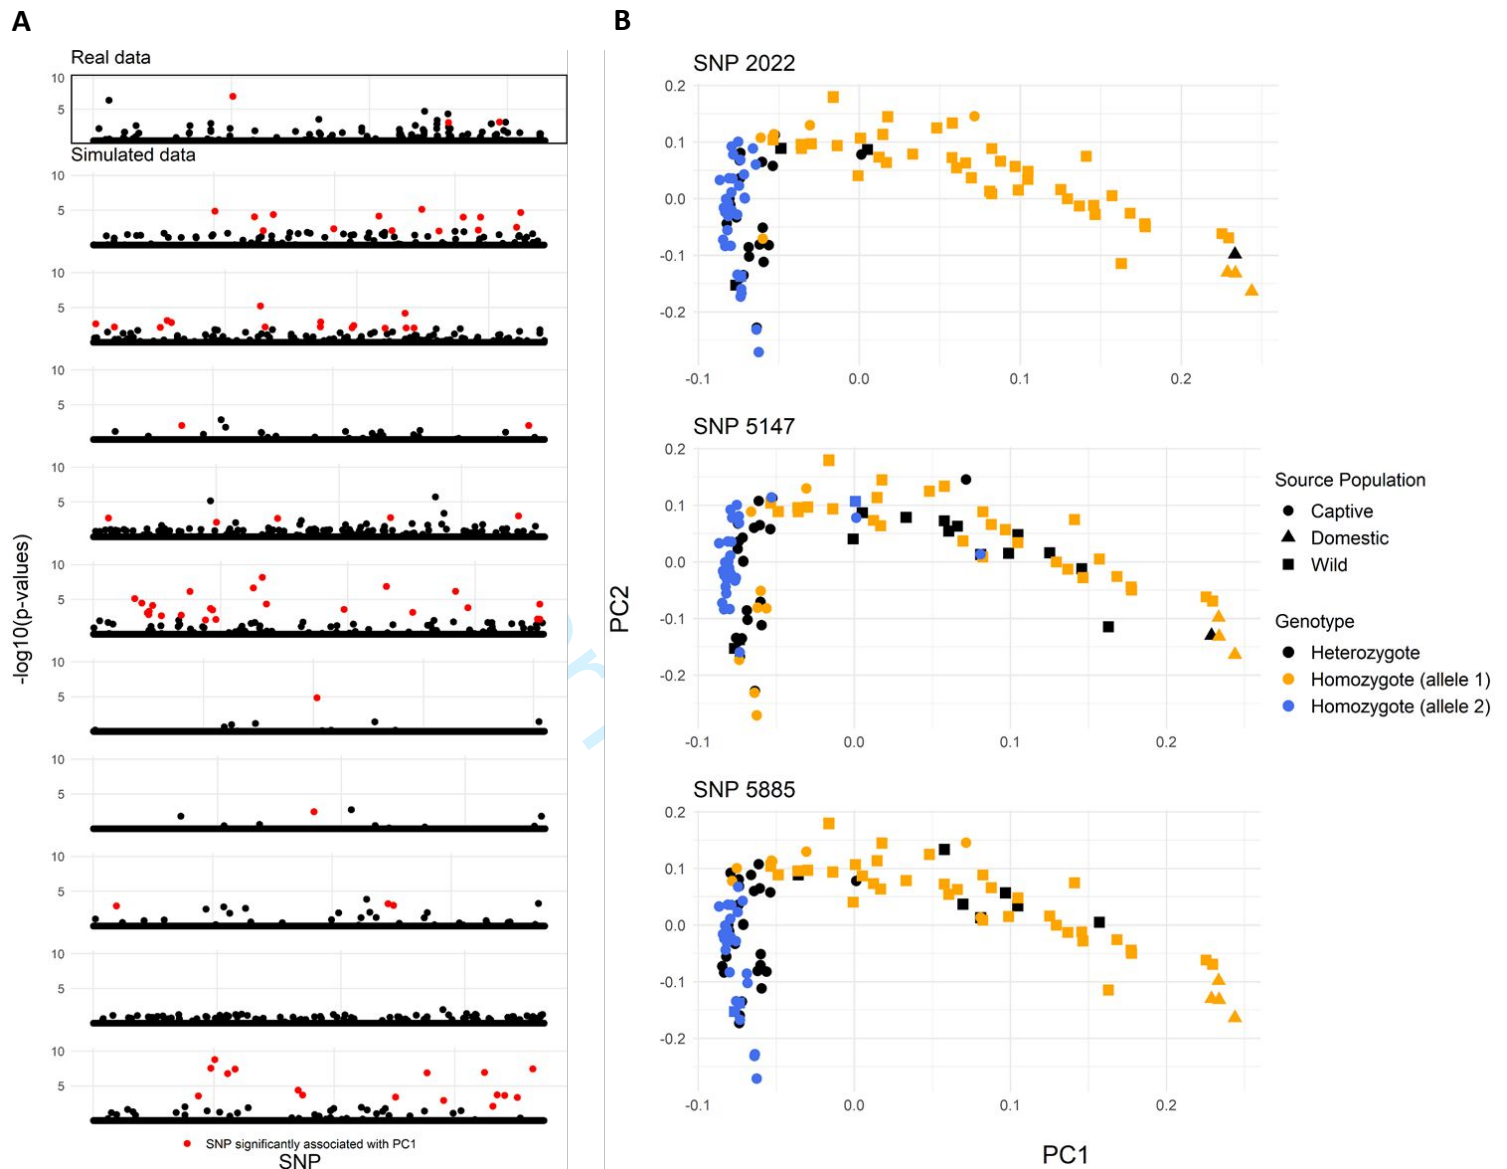 A
Real data
10
5
Simulated data
10
5
10
5
10
5
10
5
10
5
10
5
10
5
10
5
10
5
10
5
-log10(p-values)
SNP significantly associated with PC1
SNP
B
SNP 2022
0.2
0.1
0.0
-0.1
-0.2
-0.1 0.0 0.1 0.2
SNP 5147
0.2
0.1
0.0
-0.1
-0.2
-0.1 0.0 0.1 0.2
SNP 5885
0.2
0.1
0.0
-0.1
-0.2
-0.1 0.0 0.1 0.2
PC2
PC1
Source Population
Captive
Domestic
Wild
Genotype
Heterozygote
Homozygote (allele 1)
Homozygote (allele 2)